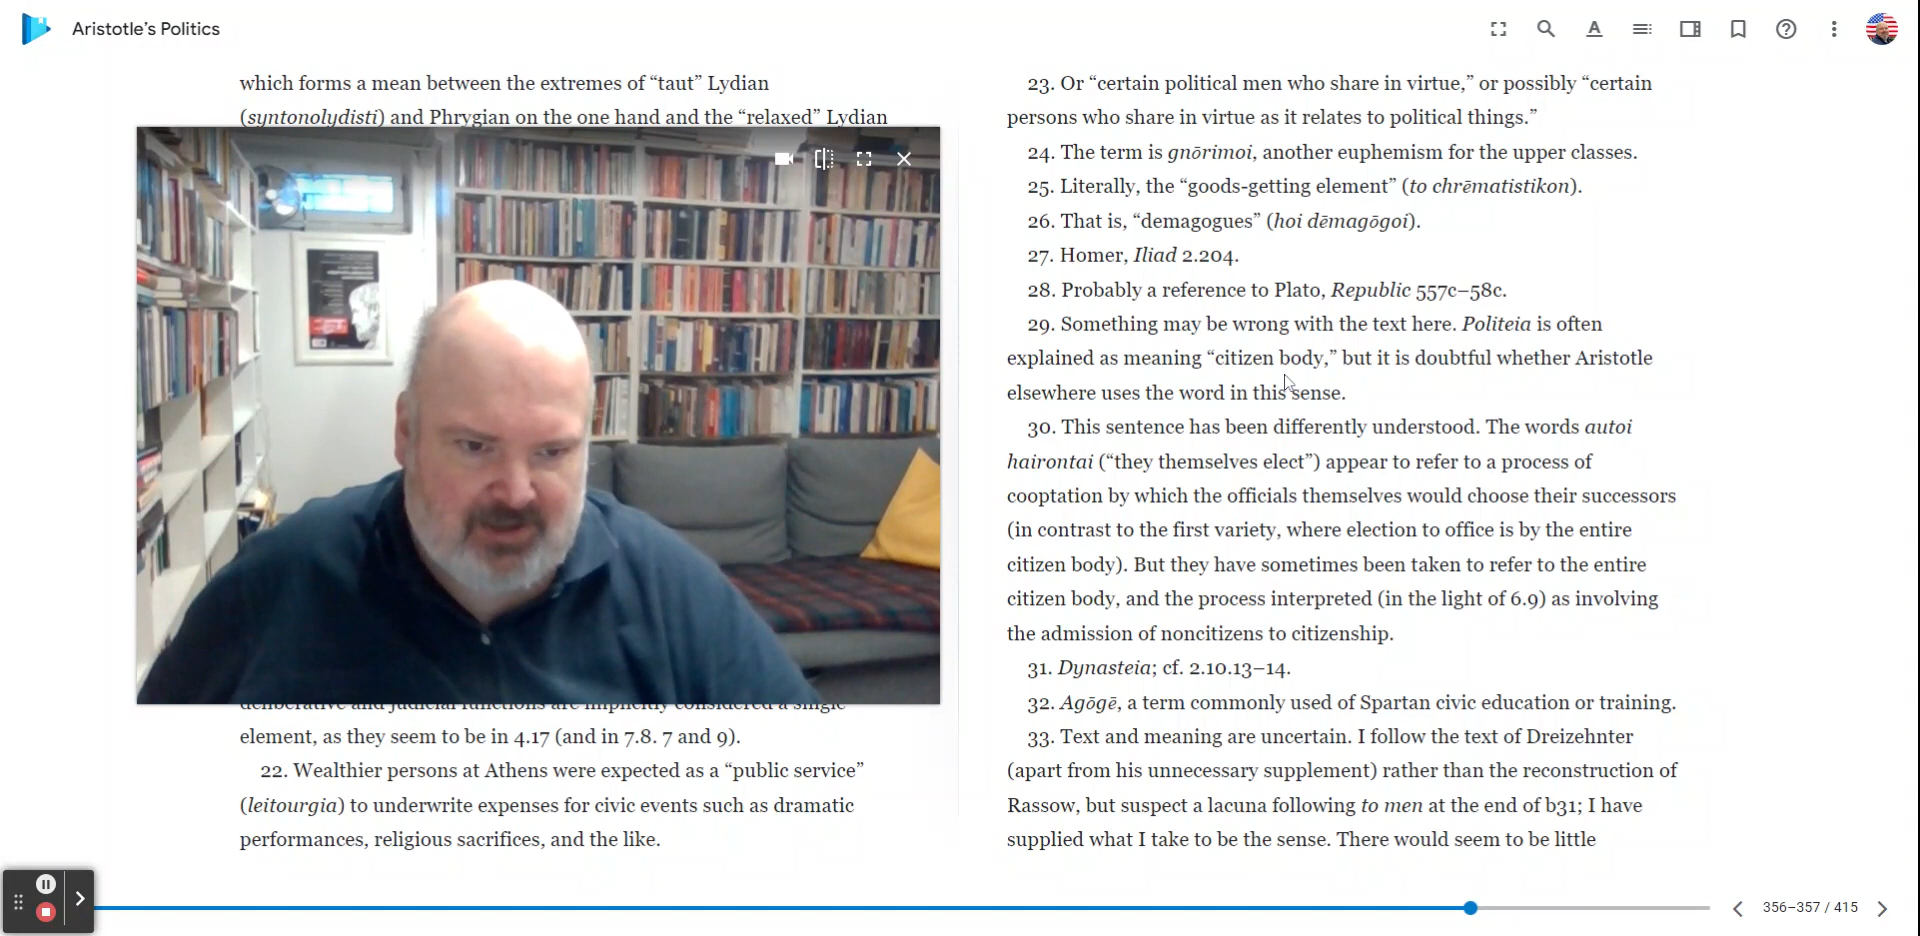 Aristotle’s Politics
which forms a mean between the extremes of “taut” Lydian
(syntonolydisti) and Phrygian on the one hand and the “relaxed” Lydian
element, as they seem to be in 4.17 (and in 7.8. 7 and 9).
22. Wealthier persons at Athens were expected as a “public service”
(leitourgia) to underwrite expenses for civic events such as dramatic
performances, religious sacrifices, and the like.
23. Or “certain political men who share in virtue,” or possibly “certain
persons who share in virtue as it relates to political things.”
24. The term is gnōrimoi, another euphemism for the upper classes.
25. Literally, the “goods-getting element” (to chrēmatistikon).
26. That is, “demagogues” (hoi dēmagōgoi).
27. Homer, Iliad 2.204.
28. Probably a reference to Plato, Republic 557c–58c.
29. Something may be wrong with the text here. Politeia is often
explained as meaning “citizen body,” but it is doubtful whether Aristotle
elsewhere uses the word in this sense.
30. This sentence has been differently understood. The words autoi
hairontai (“they themselves elect”) appear to refer to a process of
cooptation by which the officials themselves would choose their successors
(in contrast to the first variety, where election to office is by the entire
citizen body). But they have sometimes been taken to refer to the entire
citizen body, and the process interpreted (in the light of 6.9) as involving
the admission of noncitizens to citizenship.
31. Dynasteia; cf. 2.10.13–14.
32. Agōgē, a term commonly used of Spartan civic education or training.
33. Text and meaning are uncertain. I follow the text of Dreizehnter
(apart from his unnecessary supplement) rather than the reconstruction of
Rassow, but suspect a lacuna following to men at the end of b31; I have
supplied what I take to be the sense. There would seem to be little
356–357 / 415